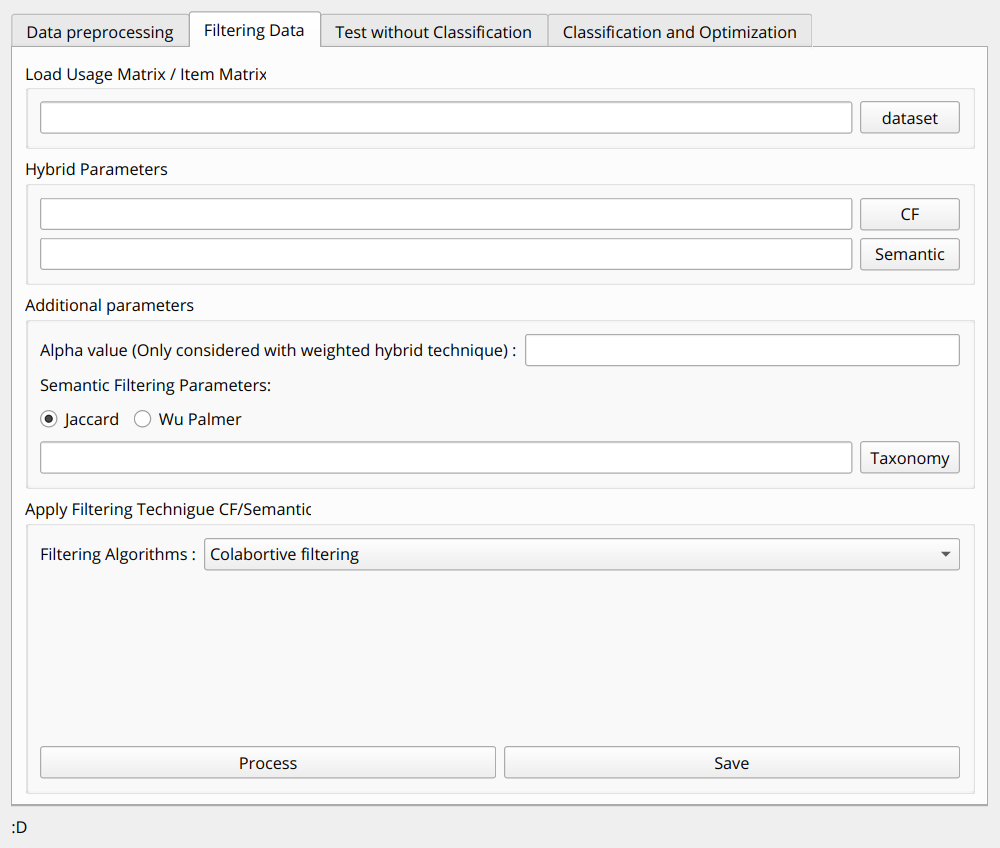 Data preprocessing Filtering Data Test without Classification Classification and Optimization
Load Usage Matrix / Item Matrix
dataset
Hybrid Parameters
CF
Semantic
Additional parameters
Alpha value (Only considered with weighted hybrid technique) :
Semantic Filtering Parameters:
Jaccard Wu Palmer
Taxonomy
Apply Filtering Technigue CF/Semantic
Filtering Algorithms : Colabortive filtering
Process Save
:D